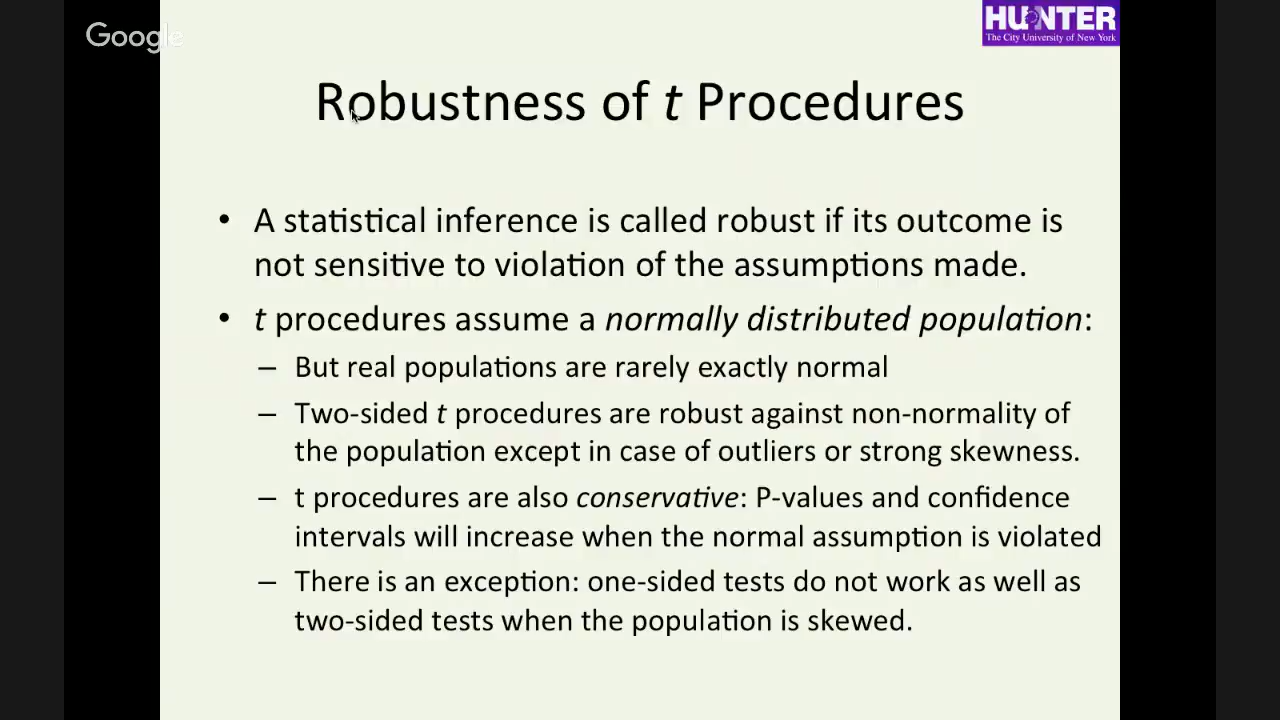 Google
HUNTER
The City University of New York
Robustness of t Procedures
• A statistical inference is called robust if its outcome is
not sensitive to violation of the assumptions made.
• t procedures assume a normally distributed population:
– But real populations are rarely exactly normal
– Two-sided t procedures are robust against non-normality of
the population except in case of outliers or strong skewness.
– t procedures are also conservative: P-values and confidence
intervals will increase when the normal assumption is violated
– There is an exception: one-sided tests do not work as well as
two-sided tests when the population is skewed.